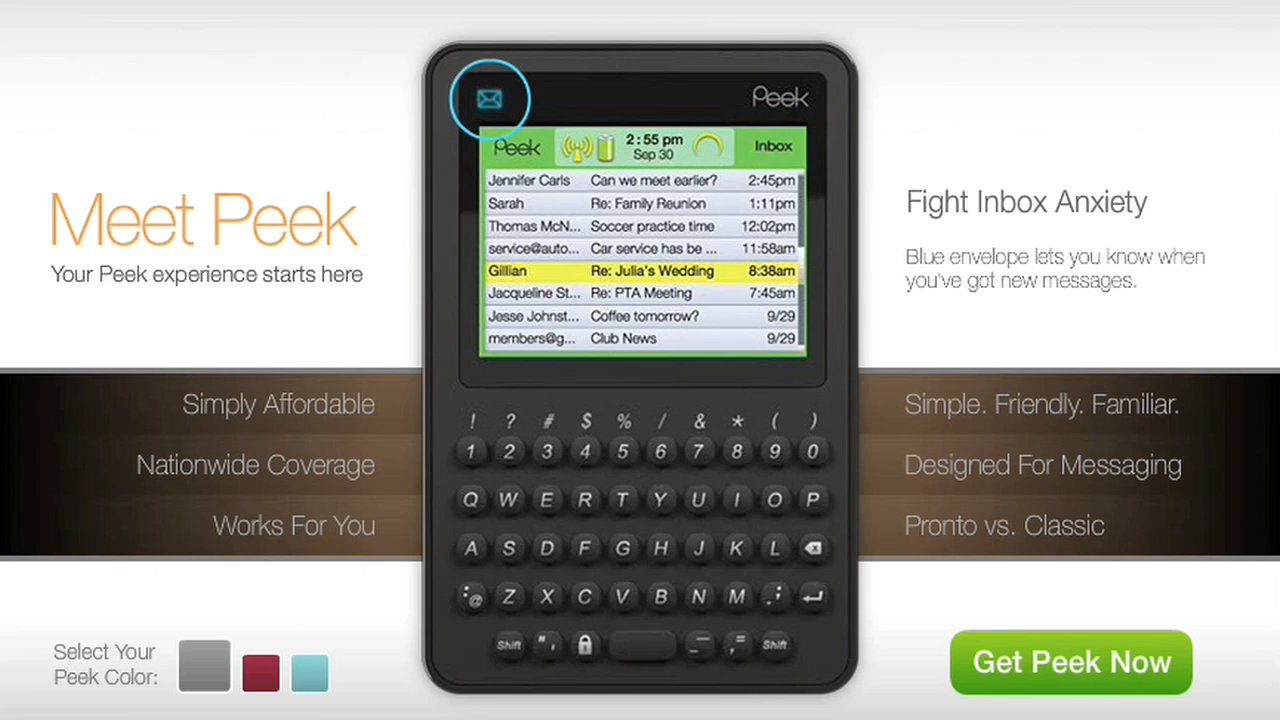 Meet Peek
Your Peek experience starts here
Simply Affordable
Nationwide Coverage
Works For You
Select Your
Peek Color:
Peek
Peek 2:55 pm Inbox
Sep 30
Jennifer Carls Can we meet earlier? 2:45pm
Sarah Re: Family Reunion 1:11pm
Thomas McN... Soccer practice time 12:02pm
service@auto... Car service has be ... 11:58am
Gillian Re: Julia's Wedding 8:38am
Jacqueline St... Re: PTA Meeting 7:45am
Jesse Johnst... Coffee tomorrow? 9/29
members@g... Club News 9/29
! ? # $ % / & * ( )
1 2 3 4 5 6 7 8 9 0
Q W E R T Y U I O P
A S D F G H J K L
@ Z X C V B N M
Shift Shift
Fight Inbox Anxiety
Blue envelope lets you know when
you've got new messages.
Simple. Friendly. Familiar.
Designed For Messaging
Pronto vs. Classic
Get Peek Now